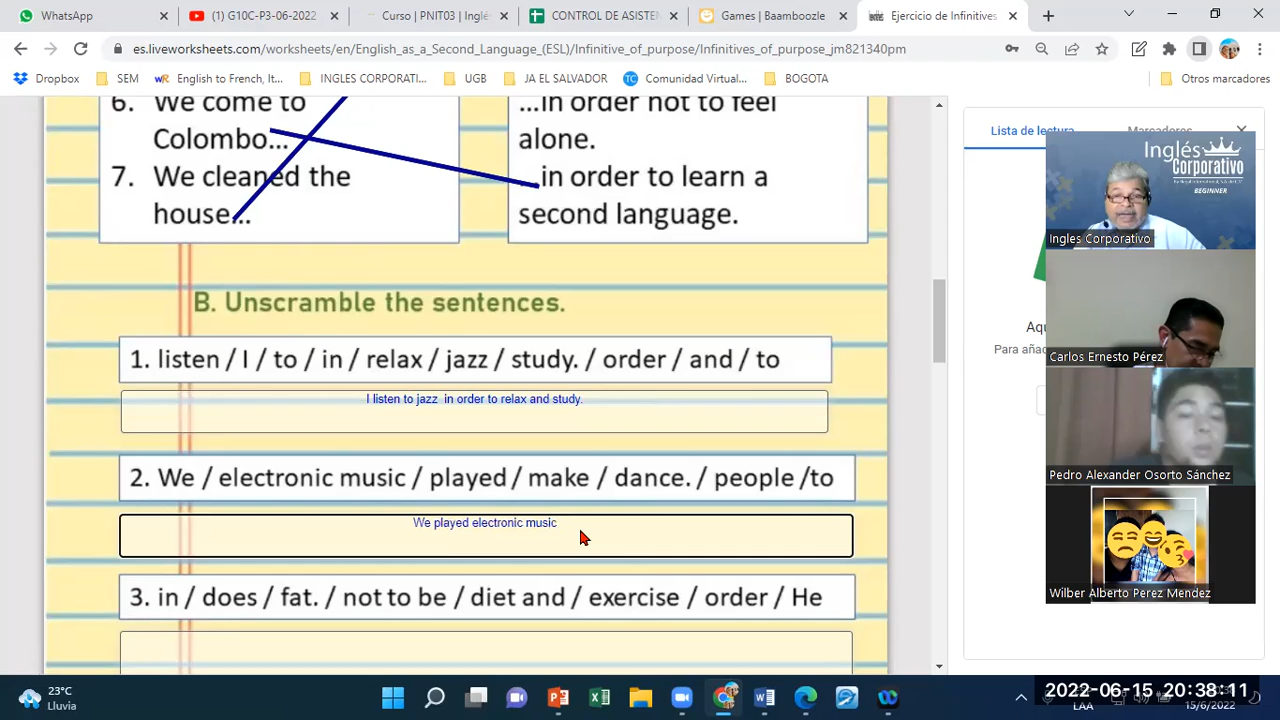 WhatsApp
G10C-P3-06-2022
Curso | PNIT03 | Inglé
CONTROL DE ASISTEN
Games | Baamboozle
Ejercicio de Infinitives
es.liveworksheets.com/worksheets/en/English_as_a_Second_Language_(ESL)/Infinitive_of_purpose/Infinitives_of_purpose_jm821340pm
Dropbox
SEM
English to French, It...
INGLES CORPORATI...
UGB
JA EL SALVADOR
Comunidad Virtual...
BOGOTA
Otros marcadores
6. We come to
Colombo...
7. We cleaned the
house...
...in order not to feel
alone.
...in order to learn a
second language.
B. Unscramble the sentences.
1. listen / I / to / in / relax / jazz / study. / order / and / to
I listen to jazz in order to relax and study.
2. We / electronic music / played / make / dance. / people /to
We played electronic music
3. in / does / fat. / not to be / diet and / exercise / order / He
Lista de lectura
Marcadores
Aqu
Para añad
Inglés
Corporativo
BEGINNER
Ingles Corporativo
Carlos Ernesto Pérez
Pedro Alexander Osorto Sánchez
Wilber Alberto Perez Mendez
23°C
Lluvia
2022-06-15 20:38:11
LAA
15/6/2022